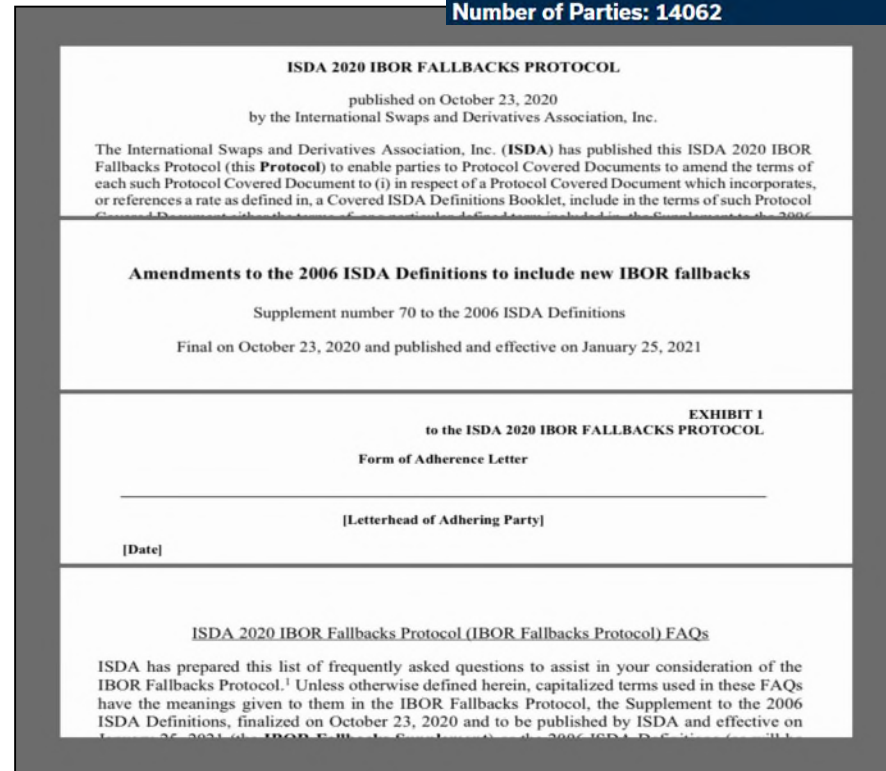 Number of Parties: 14062
ISDA 2020 IBOR FALLBACKS PROTOCOL
published on October 23, 2020
by the International Swaps and Derivatives Association, Inc.
The International Swaps and Derivatives Association, Inc. (ISDA) has published this ISDA 2020 IBOR
Fallbacks Protocol (this Protocol) to enable parties to Protocol Covered Documents to amend the terms of
each such Protocol Covered Document to (i) in respect of a Protocol Covered Document which incorporates,
or references a rate as defined in, a Covered ISDA Definitions Booklet, include in the terms of such Protocol
Amendments to the 2006 ISDA Definitions to include new IBOR fallbacks
Supplement number 70 to the 2006 ISDA Definitions
Final on October 23, 2020 and published and effective on January 25, 2021
EXHIBIT 1
to the ISDA 2020 IBOR FALLBACKS PROTOCOL
Form of Adherence Letter
[Letterhead of Adhering Party]
[Date]
ISDA 2020 IBOR Fallbacks Protocol (IBOR Fallbacks Protocol) FAQs
ISDA has prepared this list of frequently asked questions to assist in your consideration of the
IBOR Fallbacks Protocol.¹ Unless otherwise defined herein, capitalized terms used in these FAQs
have the meanings given to them in the IBOR Fallbacks Protocol, the Supplement to the 2006
ISDA Definitions, finalized on October 23, 2020 and to be published by ISDA and effective on